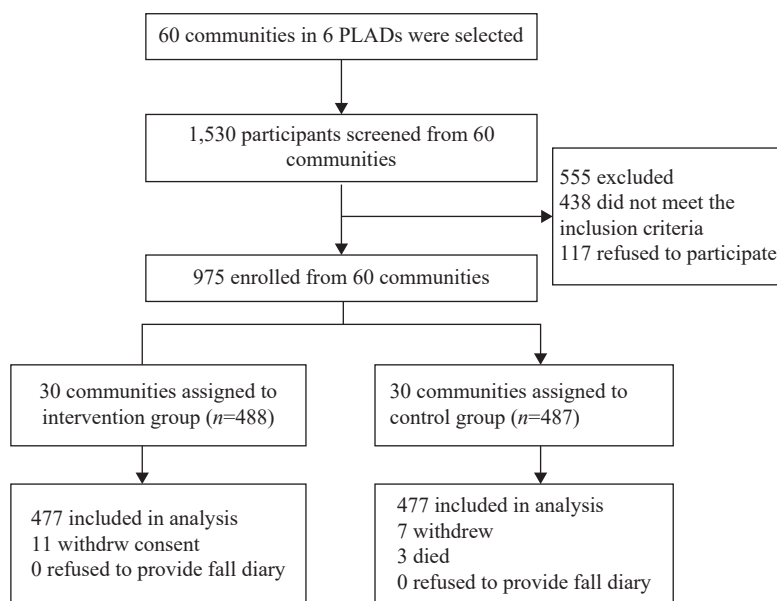 60 communities in 6 PLADs were selected
1,530 participants screened from 60
communities
555 excluded
438 did not meet the
inclusion criteria
117 refused to participate
975 enrolled from 60 communities
30 communities assigned to
intervention group (n=488)
30 communities assigned to
control group (n=487)
477 included in analysis
11 withdrw consent
0 refused to provide fall diary
477 included in analysis
7 withdrew
3 died
0 refused to provide fall diary